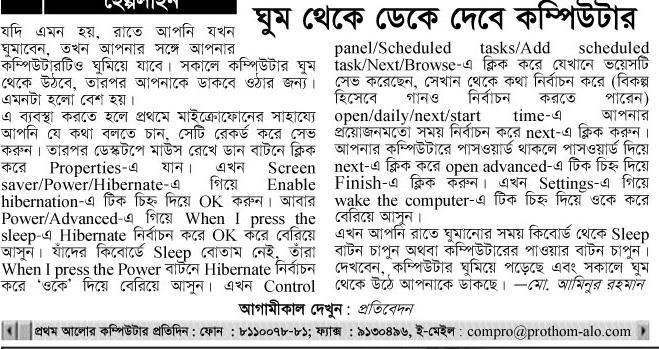 হেল্পলাইন
ঘুম থেকে ডেকে দেবে কম্পিউটার
যদি এমন হয়, রাতে আপনি যখন
ঘুমাবেন, তখন আপনার সঙ্গে আপনার
কম্পিউটারটিও ঘুমিয়ে যাবে। সকালে কম্পিউটার ঘুম
থেকে উঠবে, তারপর আপনাকে ডাকবে ওঠার জন্য।
এমনটা হলো বেশ হয়।
এ ব্যবস্থা করতে হলে প্রথমে মাইক্রোফোনের সাহায্যে
আপনি যে কথা বলতে চান, সেটি রেকর্ড করে সেভ
করুন। তারপর ডেস্কটপে মাউস রেখে ডান বাটনে ক্লিক
করে Properties-এ যান। এখন Screen
saver/Power/Hibernate-এ গিয়ে Enable
hibernation-এ টিক চিহ্ন দিয়ে OK করুন। আবার
Power/Advanced-এ গিয়ে When I press the
sleep-এ Hibernate নির্বাচন করে OK করে বেরিয়ে
আসুন। যাঁদের কিবোর্ডে Sleep বোতাম নেই, তাঁরা
When I press the Power বাটনে Hibernate নির্বাচন
করে ‘ওকে’ দিয়ে বেরিয়ে আসুন। এখন Control
panel/Scheduled tasks/Add scheduled
task/Next/Browse-এ ক্লিক করে যেখানে ভয়েসটি
সেভ করেছেন, সেখান থেকে কথা নির্বাচন করে (বিকল্প
হিসেবে গানও নির্বাচন করতে পারেন)
open/daily/next/start time-এ আপনার
প্রয়োজনমতো সময় নির্বাচন করে next-এ ক্লিক করুন।
আপনার কম্পিউটারে পাসওয়ার্ড থাকলে পাসওয়ার্ড দিয়ে
next-এ ক্লিক করে open advanced-এ টিক চিহ্ন দিয়ে
Finish-এ ক্লিক করুন। এখন Settings-এ গিয়ে
wake the computer-এ টিক চিহ্ন দিয়ে ওকে করে
বেরিয়ে আসুন।
এখন আপনি রাতে ঘুমানোর সময় কিবোর্ড থেকে Sleep
বাটন চাপুন অথবা কম্পিউটারের পাওয়ার বাটন চাপুন।
দেখবেন, কম্পিউটার ঘুমিয়ে পড়েছে এবং সকালে ঘুম
থেকে উঠে আপনাকে ডাকছে। —মো. আমিনুর রহমান
আগামীকাল দেখুন : প্রতিবেদন
প্রথম আলোর কম্পিউটার প্রতিদিন : ফোন : ৮১১০০৭৮-৮১; ফ্যাক্স : ৯১৩০৪৯৬, ই-মেইল : compro@prothom-alo.com